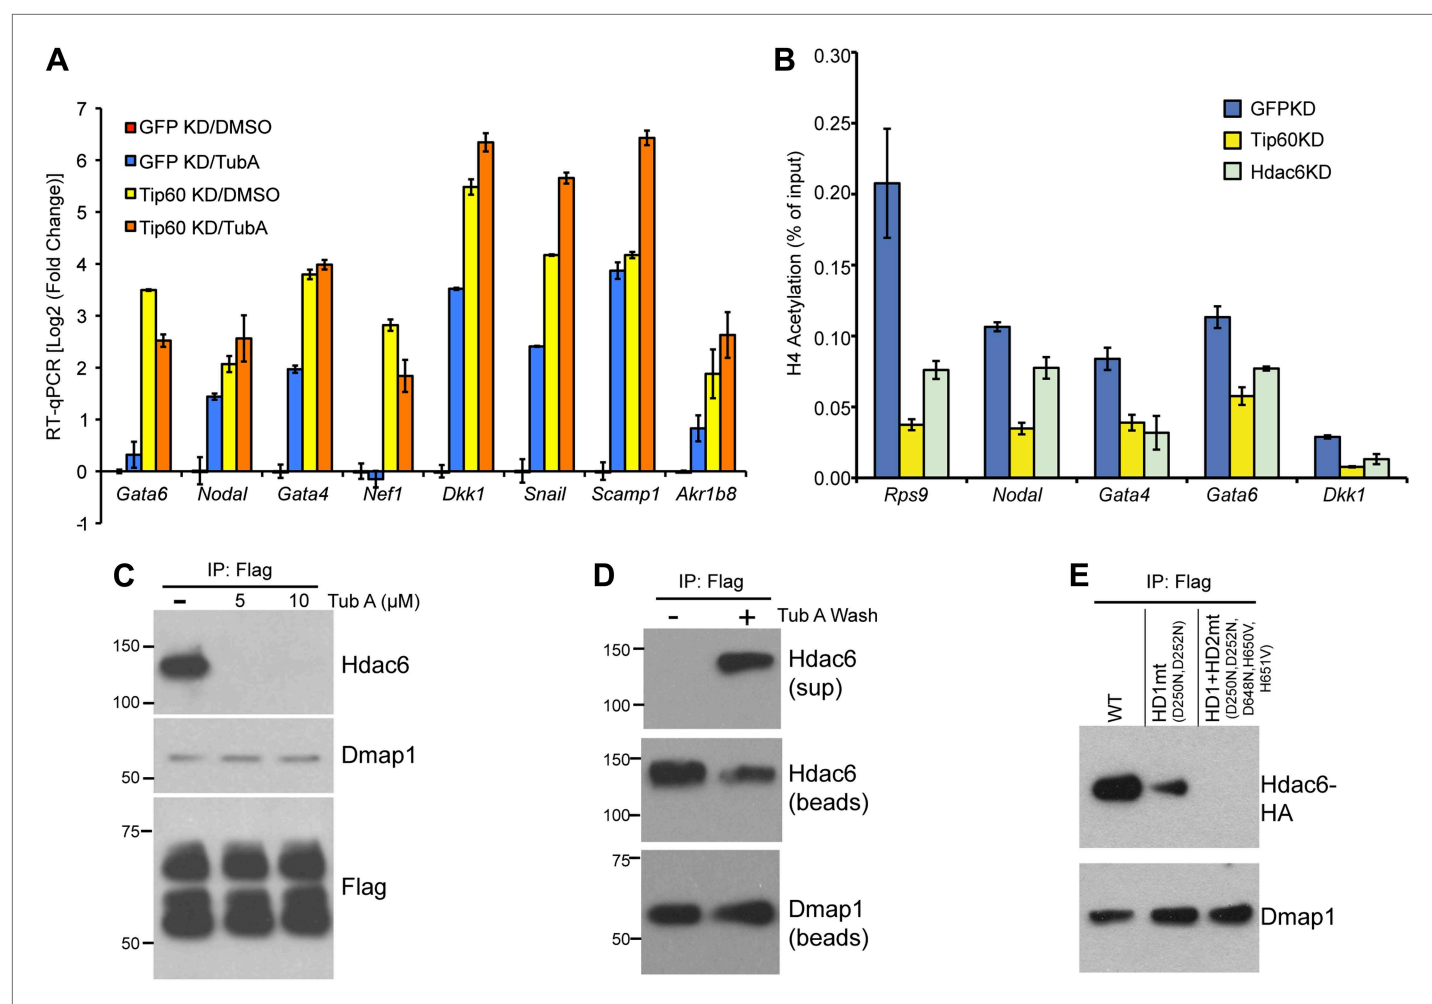 A
RT-qPCR [Log2 (Fold Change)]
7
6
5
4
3
2
1
0
-1
GFP KD/DMSO
GFP KD/TubA
Tip60 KD/DMSO
Tip60 KD/TubA
Gata6 Nodal Gata4 Nef1 Dkk1 Snail Scamp1 Akr1b8
B
H4 Acetylation (% of input)
0.30
0.25
0.20
0.15
0.10
0.05
0.00
GFPKD
Tip60KD
Hdac6KD
Rps9 Nodal Gata4 Gata6 Dkk1
C
IP: Flag
- 5 10 Tub A (µM)
150
100
Hdac6
50
Dmap1
75
50
Flag
D
IP: Flag
- + Tub A Wash
150
100
Hdac6
(sup)
150
100
Hdac6
(beads)
75
50
Dmap1
(beads)
E
IP: Flag
WT
HD1mt
(D250N,D252N)
HD1+HD2mt
(D250N,D252N,
D648N,H650V,
H651V)
Hdac6-
HA
Dmap1